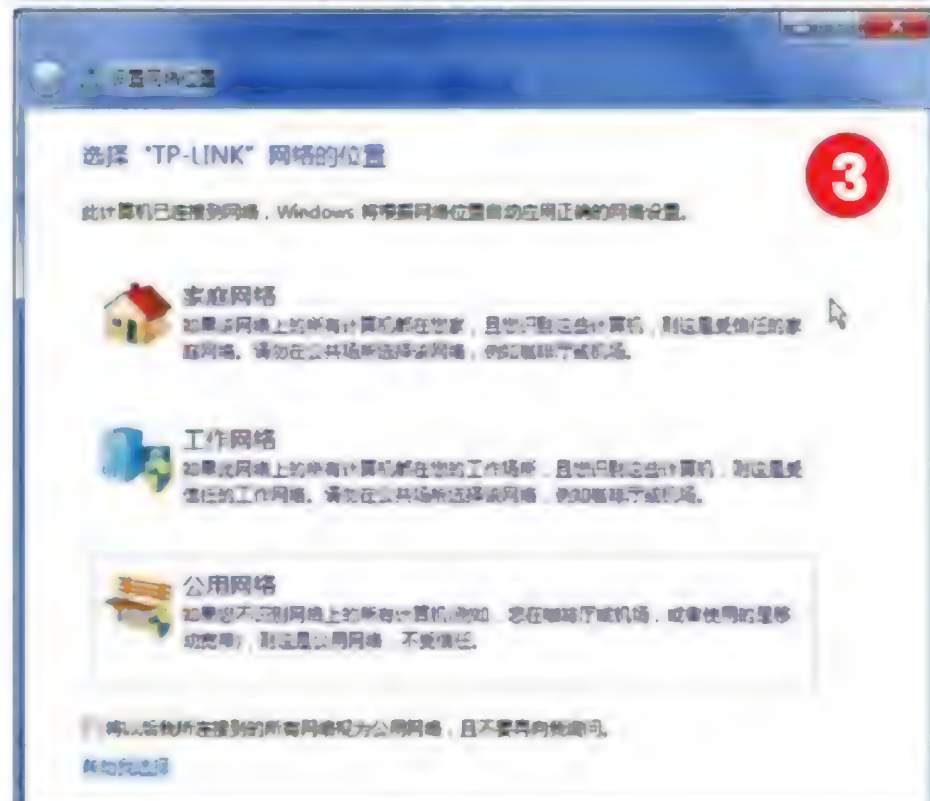 设置网络位置
选择“TP-LINK”网络的位置
3
此计算机已连接到网络，Windows 将根据网络位置自动应用正确的网络设置。
家庭网络
如果此网络上的所有计算机都在您家，且您识别这些计算机，则这是受信任的家
庭网络。请勿在公共场所选择该网络，例如咖啡厅或机场。
工作网络
如果此网络上的所有计算机都在您的工作场所，且您识别这些计算机，则这是受
信任的工作网络。请勿在公共场所选择该网络，例如咖啡厅或机场。
公用网络
如果您不识别网络上的所有计算机(例如，您在咖啡厅或机场，或者使用的是移
动宽带)，则这是公用网络，不受信任。
将以后我所连接到的所有网络视为公用网络，且不要再向我询问。
帮助我选择